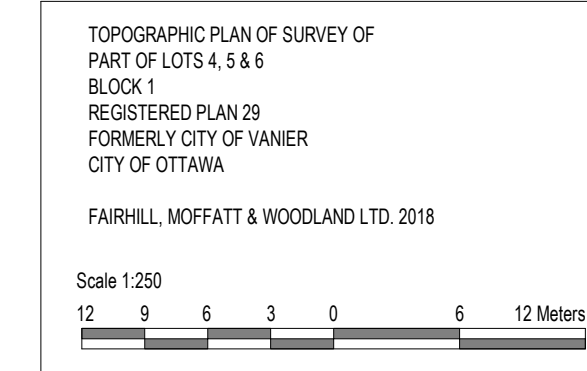 TOPOGRAPHIC PLAN OF SURVEY OF
PART OF LOTS 4, 5 & 6
BLOCK 1
REGISTERED PLAN 29
FORMERLY CITY OF VANIER
CITY OF OTTAWA
FAIRHILL, MOFFATT & WOODLAND LTD. 2018
Scale 1:250
12 9 6 3 0 6 12 Meters